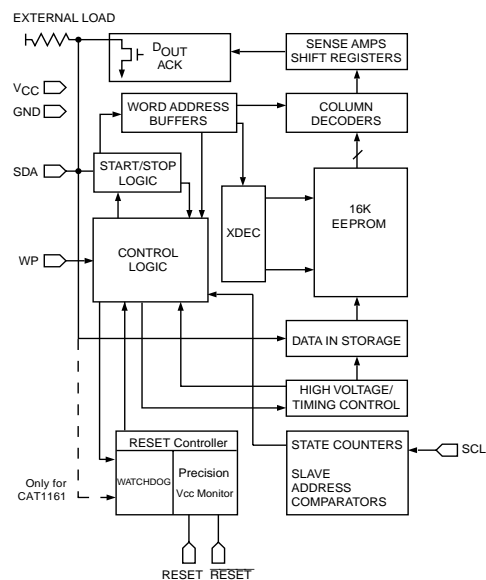 EXTERNAL LOAD
DOUT
ACK
SENSE AMPS
SHIFT REGISTERS
VCC
GND
WORD ADDRESS
BUFFERS
COLUMN
DECODERS
SDA
START/STOP
LOGIC
XDEC
16K
EEPROM
WP
CONTROL
LOGIC
DATA IN STORAGE
HIGH VOLTAGE/
TIMING CONTROL
RESET Controller
WATCHDOG
Precision
Vcc Monitor
STATE COUNTERS
SLAVE
ADDRESS
COMPARATORS
SCL
Only for
CAT1161
RESET RESET